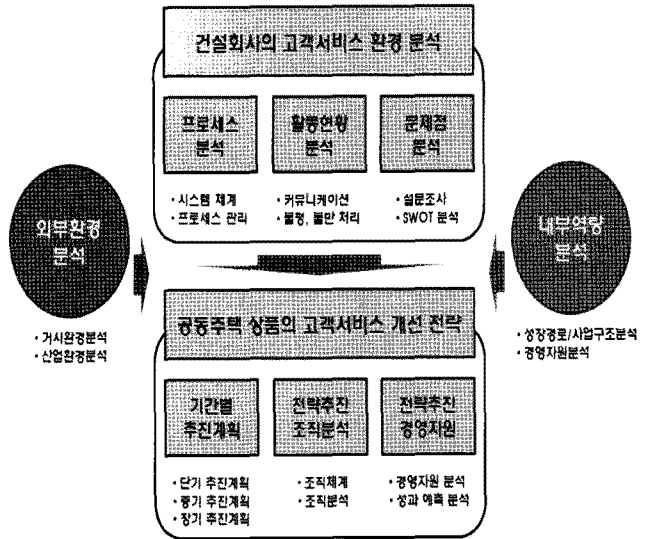 건설회사의 고객서비스 환경 분석
프로세스
분석
활동현황
분석
문제점
분석
• 시스템 체계
• 프로세스 관리
• 커뮤니케이션
• 불평, 불만 처리
• 설문조사
• SWOT 분석
외부환경
분석
• 거시환경분석
• 산업환경분석
내부역량
분석
• 성장경로/사업구조분석
• 경영자원분석
공동주택 상품의 고객서비스 개선 전략
기간별
추진계획
전략추진
조직분석
전략추진
경영자원
• 단기 추진계획
• 중기 추진계획
• 장기 추진계획
• 조직체계
• 조직분석
• 경영자원 분석
• 성과 예측 분석